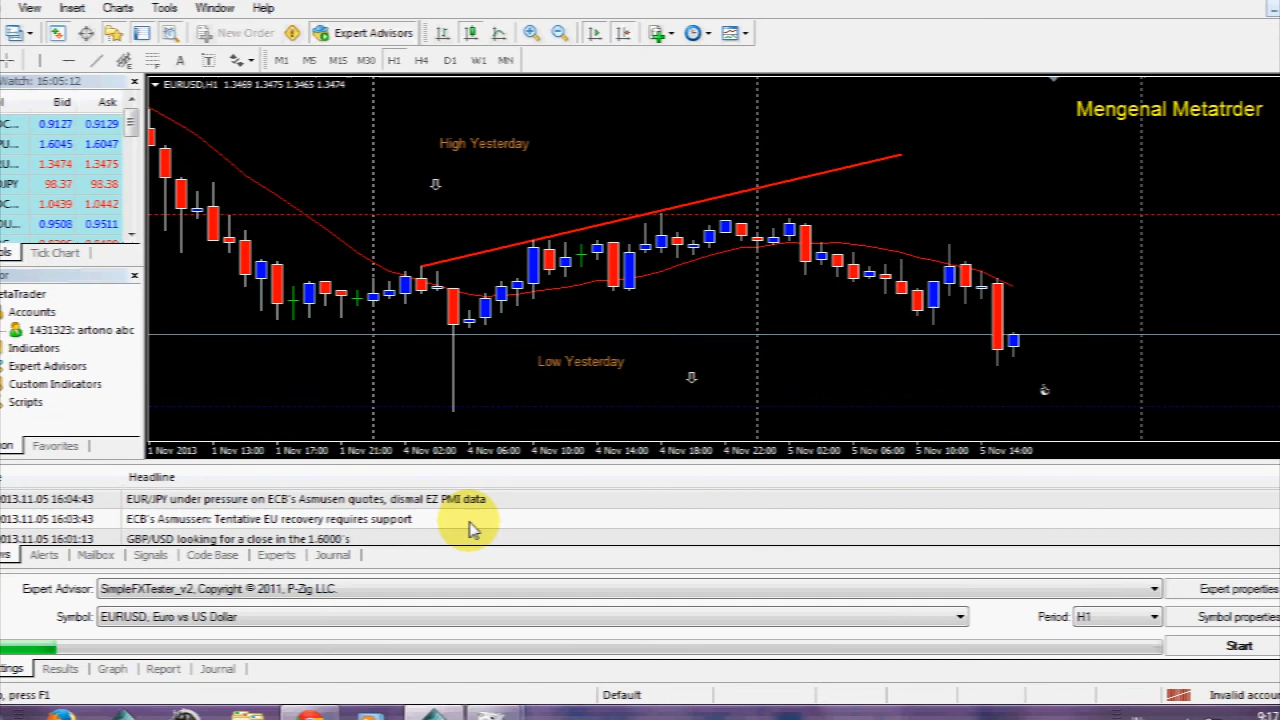 View Insert Charts Tools Window Help
New Order Expert Advisors
M1 M5 M15 M30 H1 H4 D1 W1 MN
Watch: 16:05:12
Bid Ask
0.9127 0.9129
1.6045 1.6047
1.3474 1.3475
JPY 98.37 98.38
1.0439 1.0442
0.9508 0.9511
Tick Chart
MetaTrader
Accounts
1431323: artono abc
Indicators
Expert Advisors
Custom Indicators
Scripts
Favorites
EURUSD,H1 1.3469 1.3475 1.3465 1.3474
Mengenal Metatrder
High Yesterday
Low Yesterday
1 Nov 2013 1 Nov 13:00 1 Nov 17:00 1 Nov 21:00 4 Nov 02:00 4 Nov 06:00 4 Nov 10:00 4 Nov 14:00 4 Nov 18:00 4 Nov 22:00 5 Nov 02:00 5 Nov 06:00 5 Nov 10:00 5 Nov 14:00
Headline
013.11.05 16:04:43 EUR/JPY under pressure on ECB's Asmusen quotes, dismal EZ PMI data
013.11.05 16:03:43 ECB's Asmussen: Tentative EU recovery requires support
013.11.05 16:01:13 GBP/USD looking for a close in the 1.6000's
Alerts Mailbox Signals Code Base Experts Journal
Expert Advisor: SimpleFXTester_v2, Copyright © 2011, P-Zig LLC. Expert properties
Symbol: EURUSD, Euro vs US Dollar Period: H1 Symbol properties
Start
tings Results Graph Report Journal
, press F1 Default Invalid accou
9:17